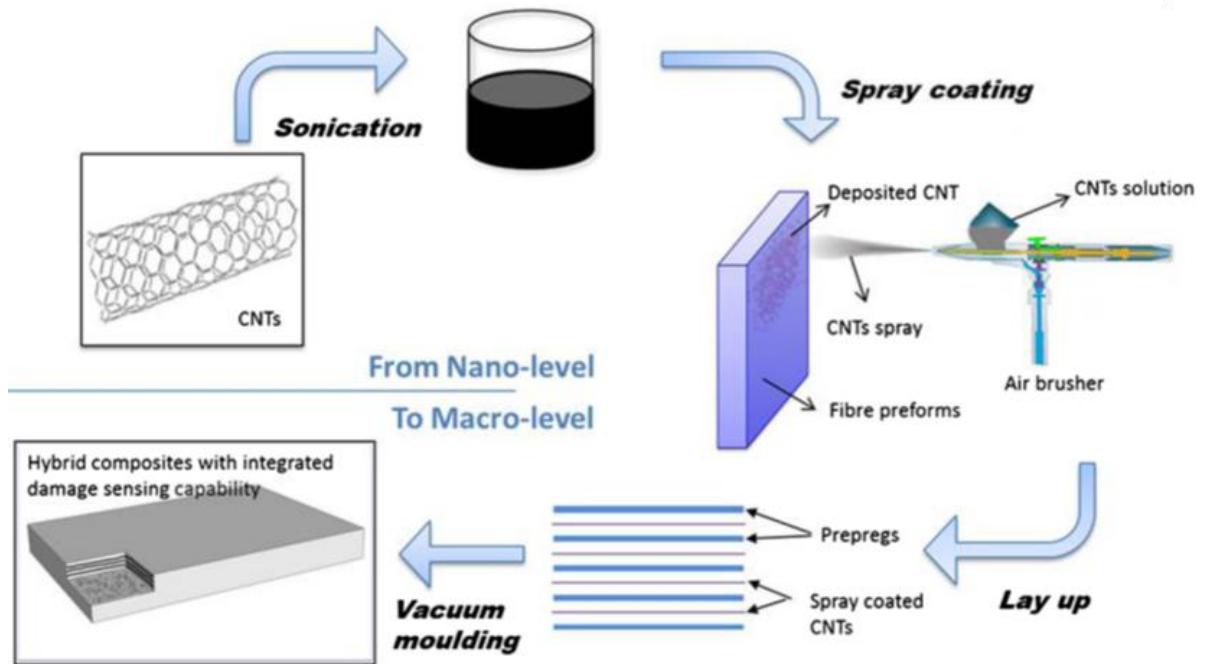 Sonication
Spray coating
CNTs
Deposited CNT
CNTs solution
CNTs spray
Air brusher
Fibre preforms
From Nano-level
To Macro-level
Hybrid composites with integrated
damage sensing capability
Vacuum
moulding
Prepregs
Spray coated
CNTs
Lay up